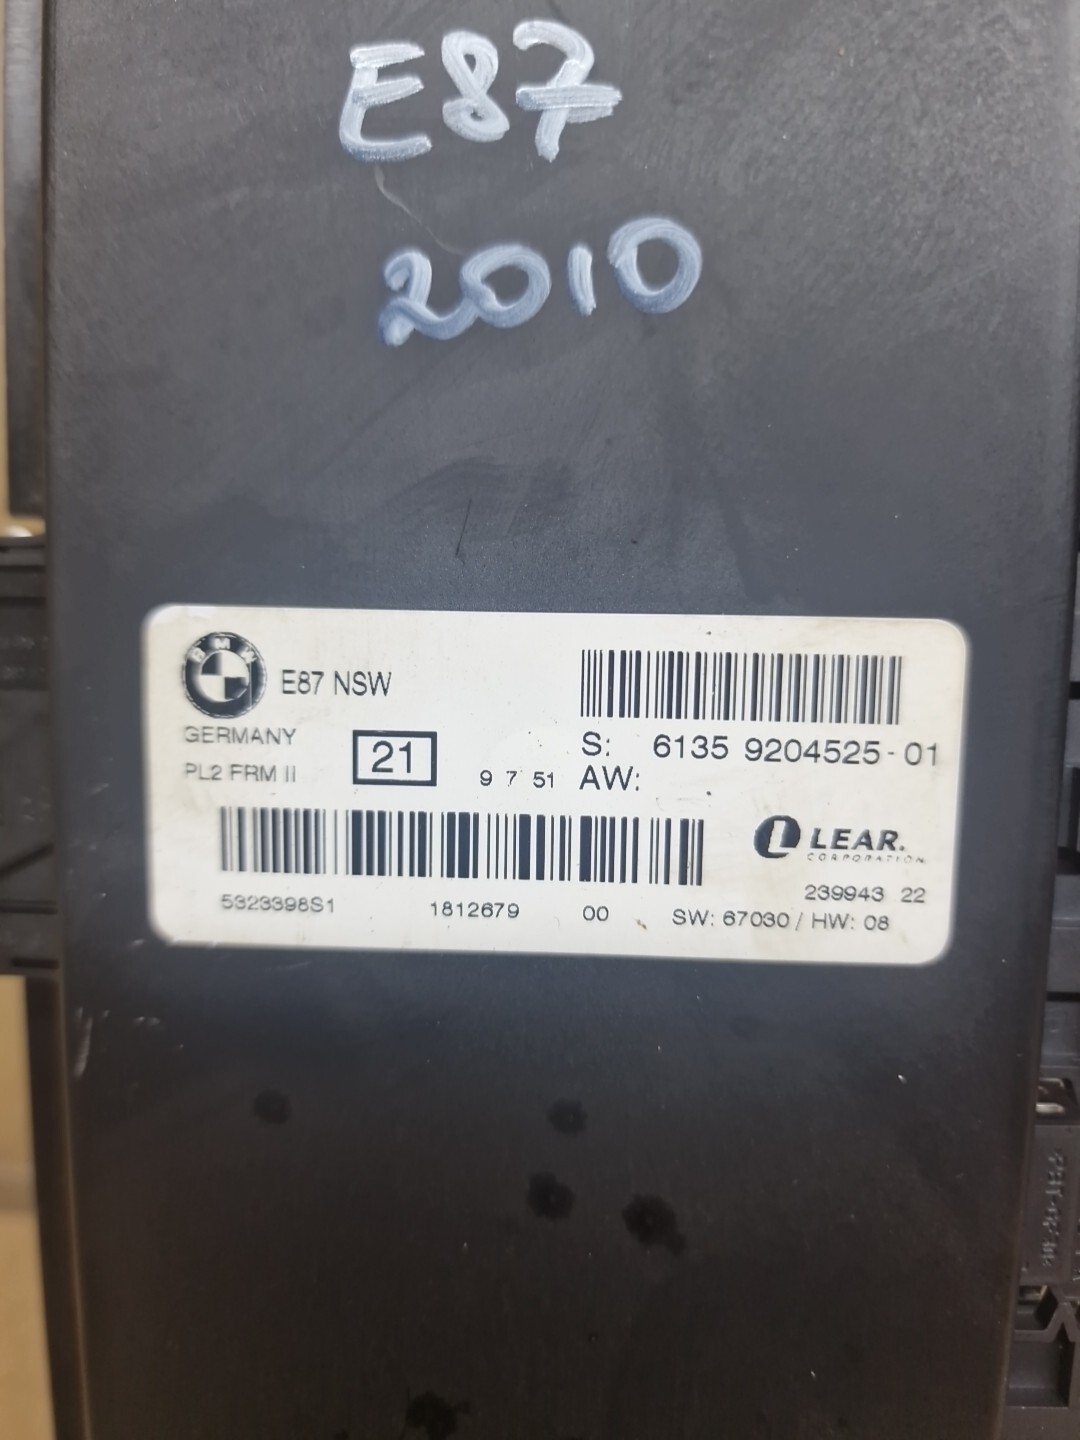 E87
2010
BMW
E87 NSW
GERMANY
PL2 FRM II
21
9 7 51
S: 6135 9204525-01
AW:
LEAR.
CORPORATION
239943 22
5323398S1 1812679 00 SW: 67030 / HW: 08